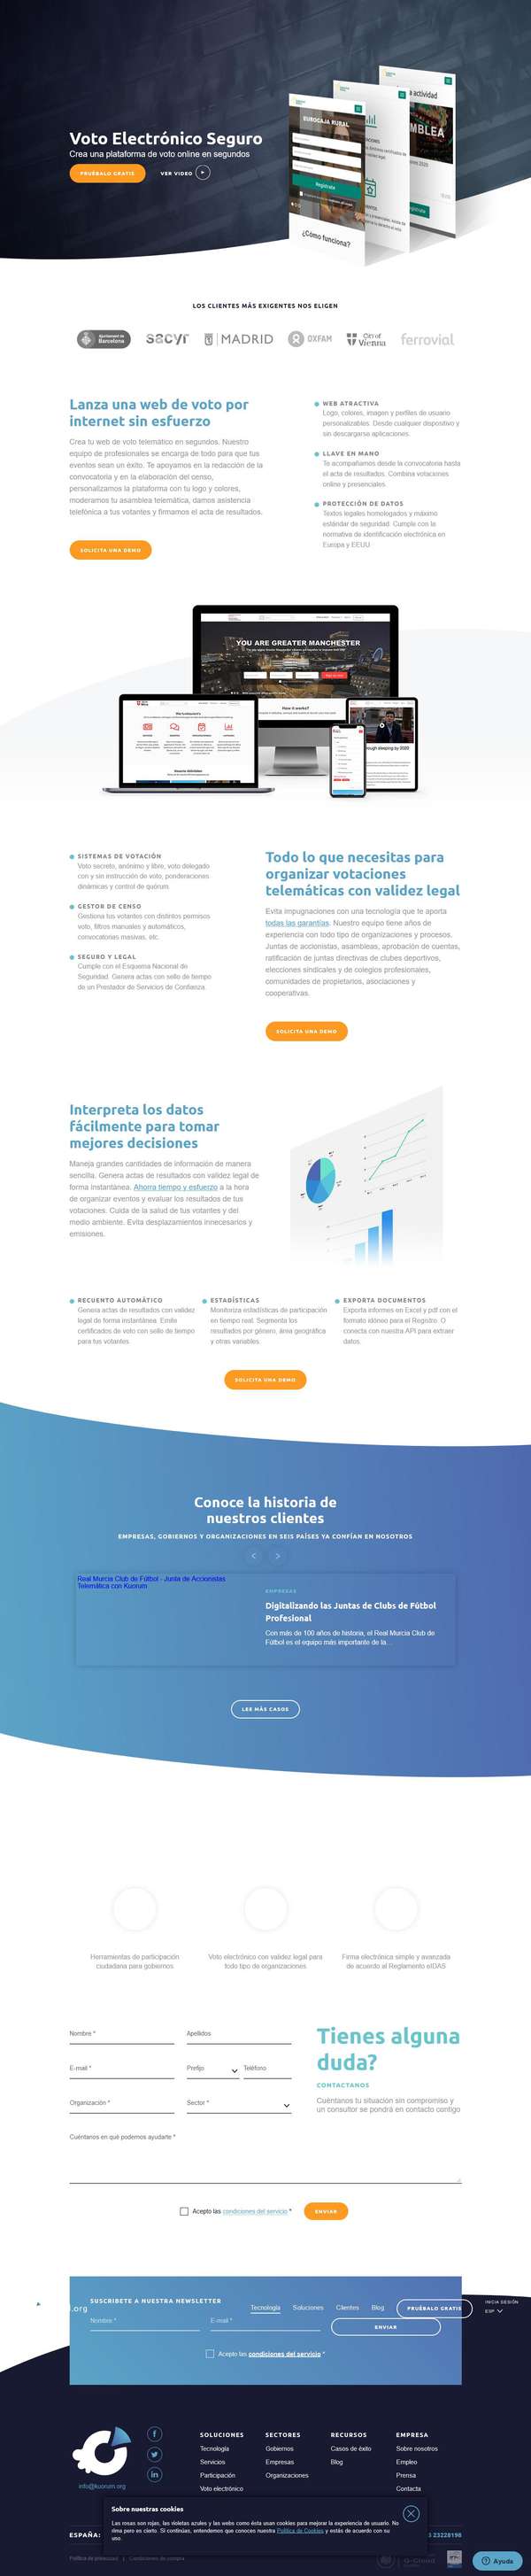 Voto Electrónico Seguro
Crea una plataforma de voto online en segundos
PRUÉBALO GRATIS
VER VIDEO
EUROCAJA RURAL
Regístrate
¿Cómo funciona?
LOS CLIENTES MÁS EXIGENTES NOS ELIGEN
Ajuntament de
Barcelona
sacyr
MADRID
OXFAM
City of
Vienna
ferrovial
Lanza una web de voto por
internet sin esfuerzo
Crea tu web de voto telemático en segundos. Nuestro
equipo de profesionales se encarga de todo para que tus
eventos sean un éxito. Te apoyamos en la redacción de la
convocatoria y en la elaboración del censo,
personalizamos la plataforma con tu logo y colores,
moderamos tu asamblea telemática, damos asistencia
telefónica a tus votantes y firmamos el acta de resultados.
SOLICITA UNA DEMO
WEB ATRACTIVA
Logo, colores, imagen y perfiles de usuario
personalizables. Desde cualquier dispositivo y
sin descargarse aplicaciones.
LLAVE EN MANO
Te acompañamos desde la convocatoria hasta
el acta de resultados. Combina votaciones
online y presenciales.
PROTECCIÓN DE DATOS
Textos legales homologados y máximo
estándar de seguridad. Cumple con la
normativa de identificación electrónica en
Europa y EEUU.
YOU ARE GREATER MANCHESTER
How it works?
rough sleeping by 2020
SISTEMAS DE VOTACIÓN
Voto secreto, anónimo y libre, voto delegado
con y sin instrucción de voto, ponderaciones
dinámicas y control de quórum.
GESTOR DE CENSO
Gestiona tus votantes con distintos permisos
voto, filtros manuales y automáticos,
convocatorias masivas, etc.
SEGURO Y LEGAL
Cumple con el Esquema Nacional de
Seguridad. Genera actas con sello de tiempo
de un Prestador de Servicios de Confianza.
Todo lo que necesitas para
organizar votaciones
telemáticas con validez legal
Evita impugnaciones con una tecnología que te aporta
todas las garantías. Nuestro equipo tiene años de
experiencia con todo tipo de organizaciones y procesos.
Juntas de accionistas, asambleas, aprobación de cuentas,
ratificación de juntas directivas de clubes deportivos,
elecciones sindicales y de colegios profesionales,
comunidades de propietarios, asociaciones y
cooperativas.
SOLICITA UNA DEMO
Interpreta los datos
fácilmente para tomar
mejores decisiones
Maneja grandes cantidades de información de manera
sencilla. Genera actas de resultados con validez legal de
forma instantánea. Ahorra tiempo y esfuerzo a la hora
de organizar eventos y evaluar los resultados de tus
votaciones. Cuida de la salud de tus votantes y del
medio ambiente. Evita desplazamientos innecesarios y
emisiones.
RECUENTO AUTOMÁTICO
Genera actas de resultados con validez
legal de forma instantánea. Emite
certificados de voto con sello de tiempo
para tus votantes.
ESTADÍSTICAS
Monitoriza estadísticas de participación
en tiempo real. Segmenta los
resultados por género, área geográfica
y otras variables.
EXPORTA DOCUMENTOS
Exporta informes en Excel y pdf con el
formato idóneo para el Registro. O
conecta con nuestra API para extraer
datos.
SOLICITA UNA DEMO
Conoce la historia de
nuestros clientes
EMPRESAS, GOBIERNOS Y ORGANIZACIONES EN SEIS PAÍSES YA CONFÍAN EN NOSOTROS
Real Murcia Club de Fútbol - Junta de Accionistas
Telemática con Kuorum
EMPRESAS
Digitalizando las Juntas de Clubs de Fútbol
Profesional
Con más de 100 años de historia, el Real Murcia Club de
Fútbol es el equipo más importante de la...
LEE MÁS CASOS
Herramientas de participación
ciudadana para gobiernos
Voto electrónico con validez legal para
todo tipo de organizaciones
Firma electrónica simple y avanzada
de acuerdo al Reglamento eIDAS
Nombre *
Apellidos
E-mail *
Prefijo
Teléfono
Organización *
Sector *
Cuéntanos en qué podemos ayudarte *
Tienes alguna
duda?
CONTACTANOS
Cuéntanos tu situación sin compromiso y
un consultor se pondrá en contacto contigo
Acepto las condiciones del servicio *
ENVIAR
.org
SUSCRIBETE A NUESTRA NEWSLETTER
Tecnología
Soluciones
Clientes
Blog
PRUÉBALO GRATIS
INICIA SESIÓN
ESP
Nombre *
E-mail *
ENVIAR
Acepto las condiciones del servicio *
info@kuorum.org
SOLUCIONES
Tecnología
Servicios
Participación
Voto electrónico
SECTORES
Gobiernos
Empresas
Organizaciones
RECURSOS
Casos de éxito
Blog
EMPRESA
Sobre nosotros
Empleo
Prensa
Contacta
Sobre nuestras cookies
Las rosas son rojas, las violetas azules y las webs como ésta usan cookies para mejorar la experiencia de usuario. No
rima pero es cierto. Si continúas, entendemos que conoces nuestra Política de Cookies y estás de acuerdo con su
uso.
ESPAÑA:
23228198
Política de privacidad | Condiciones de compra
G-Cloud
Ayuda